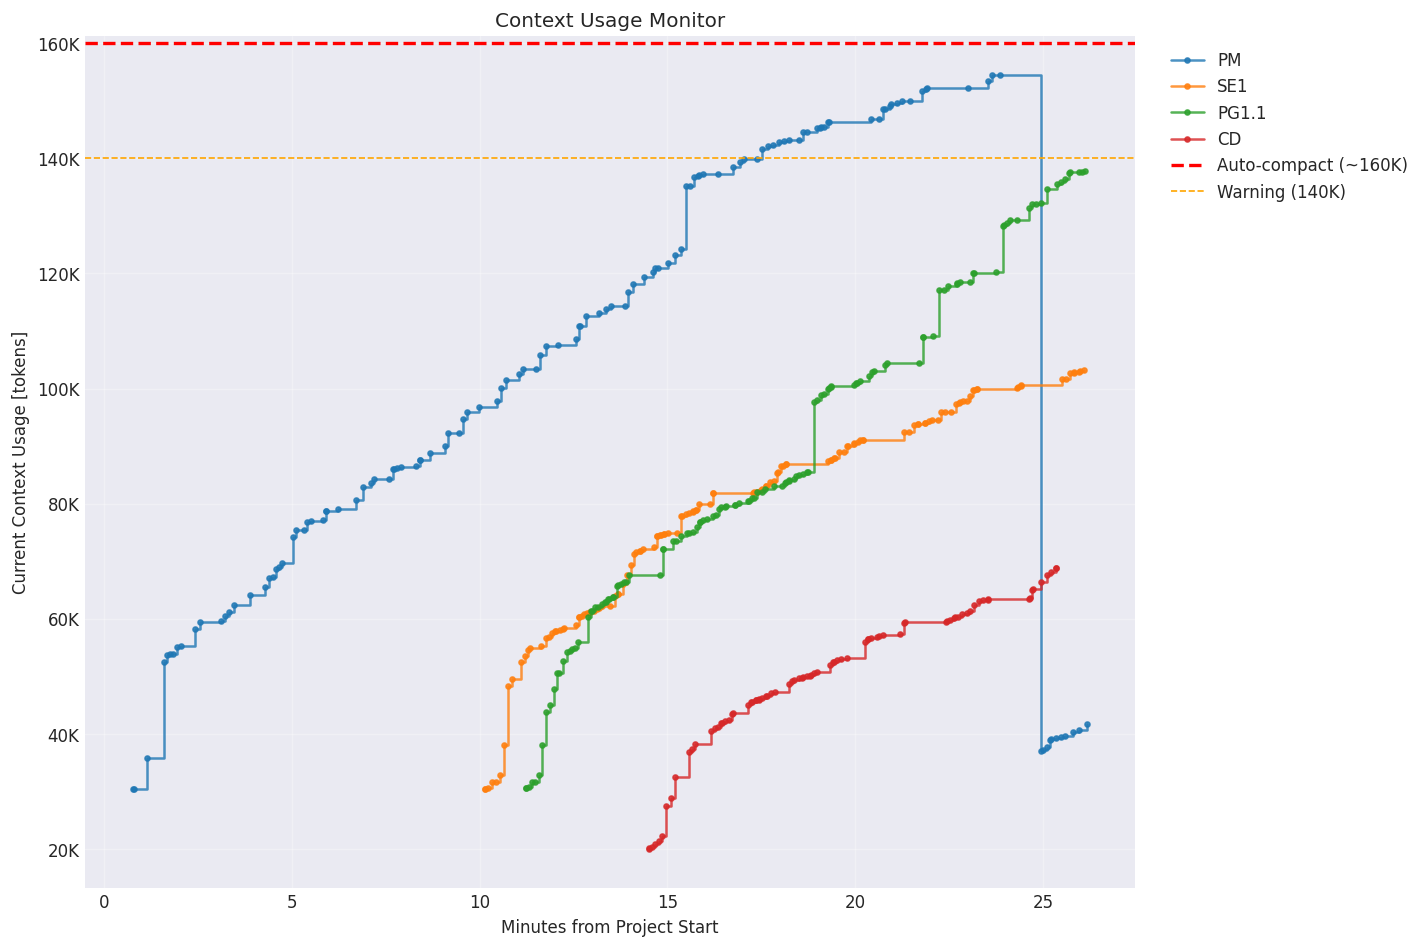 Context Usage Monitor
160K
140K
120K
100K
80K
60K
40K
20K
Current Context Usage [tokens]
0
5
10
15
20
25
Minutes from Project Start
PM
SE1
PG1.1
CD
Auto-compact (~160K)
Warning (140K)